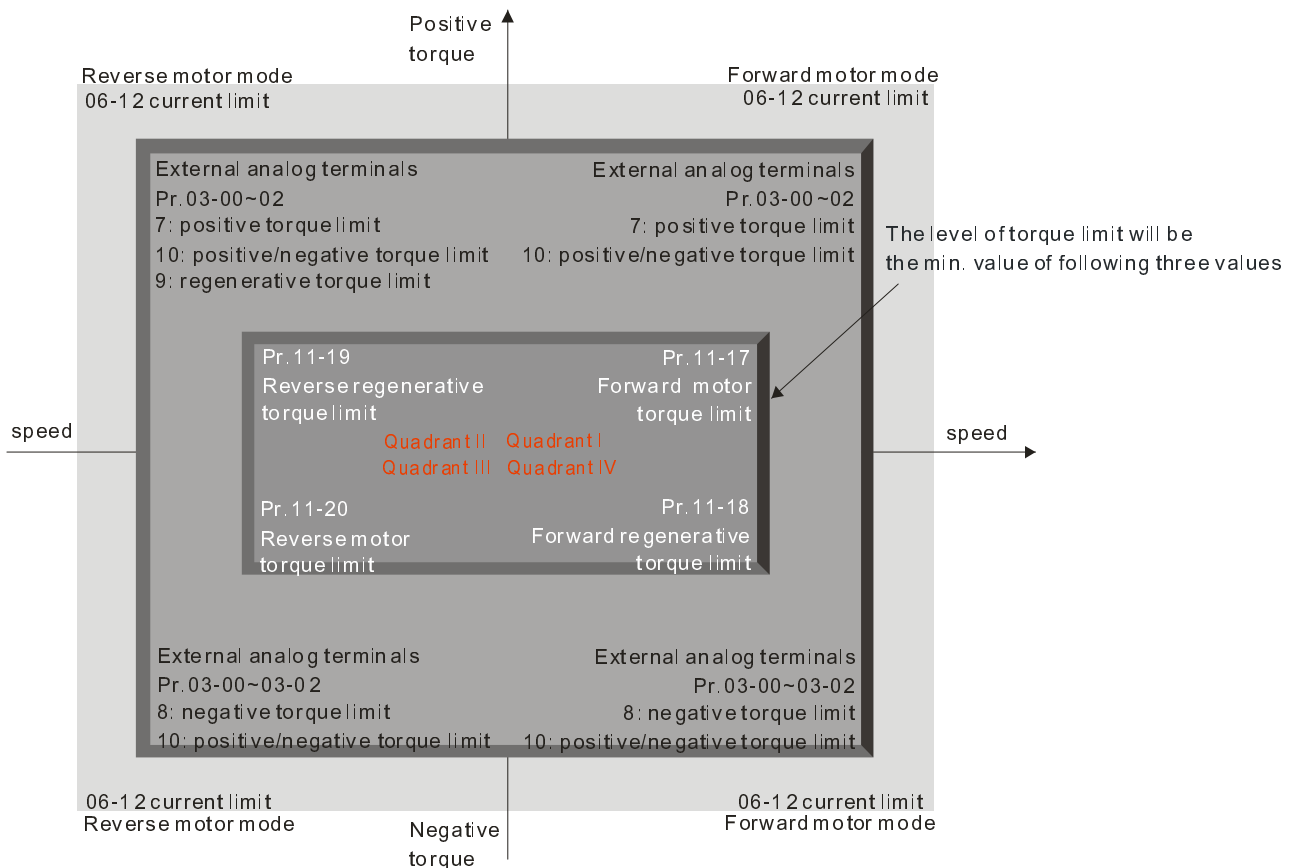 Positive
torque
Reverse motor mode
06-12 current limit
Forward motor mode
06-12 current limit
External analog terminals
Pr.03-00~02
7: positive torque limit
10: positive/negative torque limit
9: regenerative torque limit
External analog terminals
Pr.03-00~02
7: positive torque limit
10: positive/negative torque limit
The level of torque limit will be
the min. value of following three values
Pr.11-19
Reverse regenerative
torque limit
Pr.11-17
Forward motor
torque limit
speed
Quadrant II
Quadrant I
speed
Quadrant III
Quadrant IV
Pr.11-20
Reverse motor
torque limit
Pr.11-18
Forward regenerative
torque limit
External analog terminals
Pr.03-00~03-02
8: negative torque limit
10: positive/negative torque limit
External analog terminals
Pr.03-00~03-02
8: negative torque limit
10: positive/negative torque limit
06-12 current limit
Reverse motor mode
06-12 current limit
Forward motor mode
Negative
torque